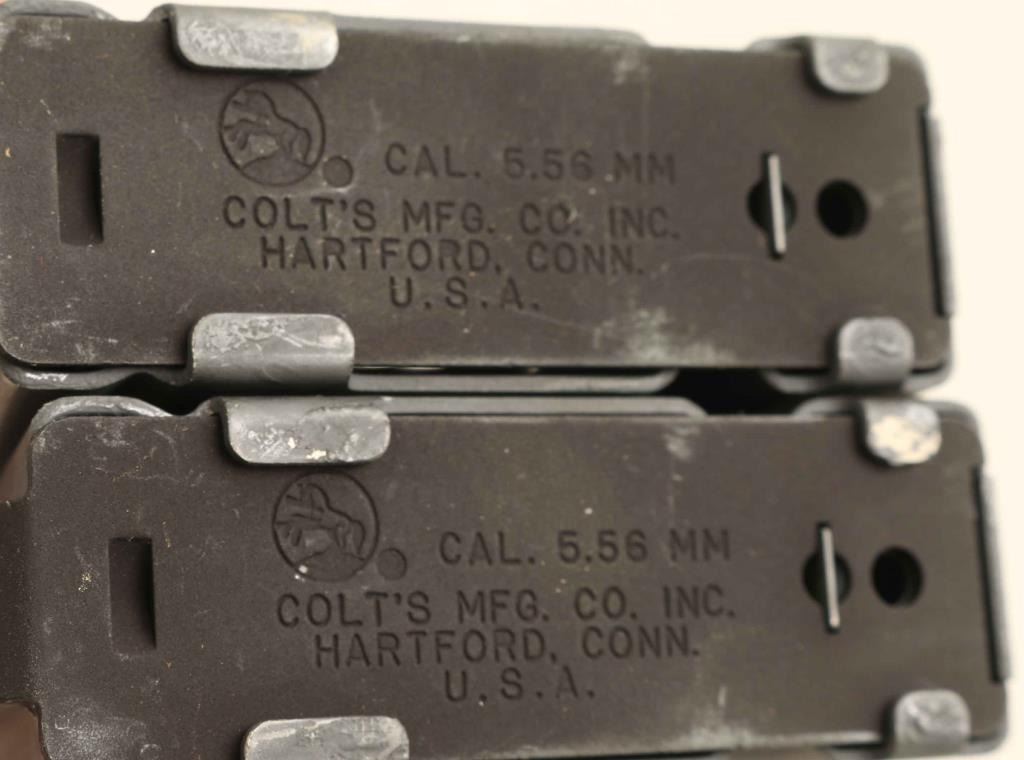 CAL. 5.56 MM
COLT'S MFG. CO. INC.
HARTFORD, CONN.
U.S.A.
CAL. 5.56 MM
COLT'S MFG. CO. INC.
HARTFORD, CONN.
U.S.A.